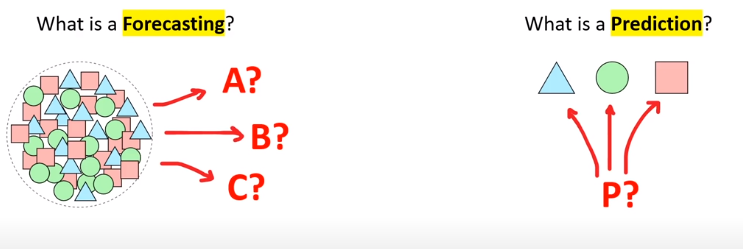 What is a Forecasting?
A?
B?
C?
What is a Prediction?
P?